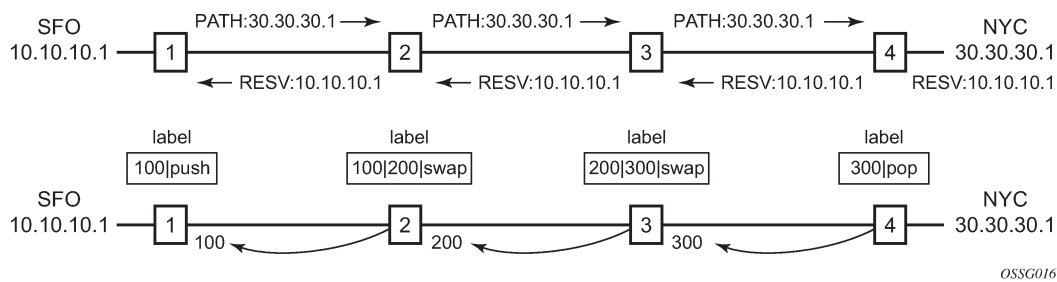 PATH:30.30.30.1 PATH:30.30.30.1 PATH:30.30.30.1
SFO NYC
10.10.10.1 1 2 3 4 30.30.30.1
RESV:10.10.10.1 RESV:10.10.10.1 RESV:10.10.10.1 RESV:10.10.10.1
label label label label
100|push 100|200|swap 200|300|swap 300|pop
SFO NYC
10.10.10.1 1 2 3 4 30.30.30.1
100 200 300
OSSG016